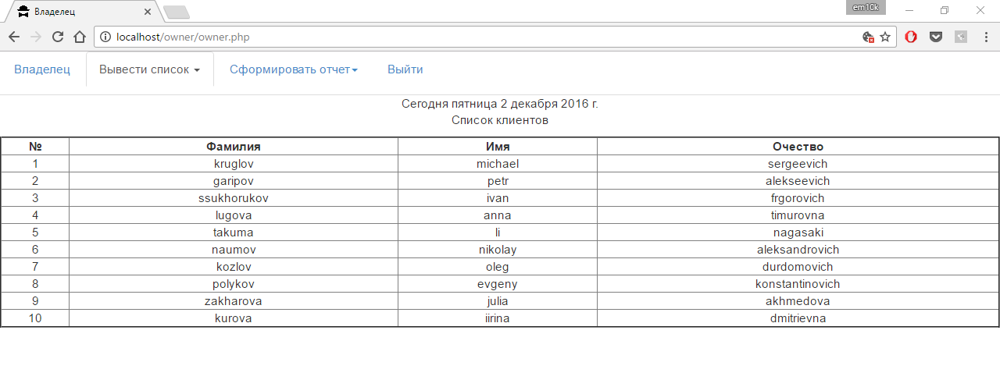 Владелец
em10k
localhost/owner/owner.php
Владелец Вывести список Сформировать отчет Выйти
Сегодня пятница 2 декабря 2016 г.
Список клиентов
№ Фамилия Имя Очество
1 kruglov michael sergeevich
2 garipov petr alekseevich
3 ssukhorukov ivan frgorovich
4 lugova anna timurovna
5 takuma li nagasaki
6 naumov nikolay aleksandrovich
7 kozlov oleg durdomovich
8 polykov evgeny konstantinovich
9 zakharova julia akhmedova
10 kurova iirina dmitrievna